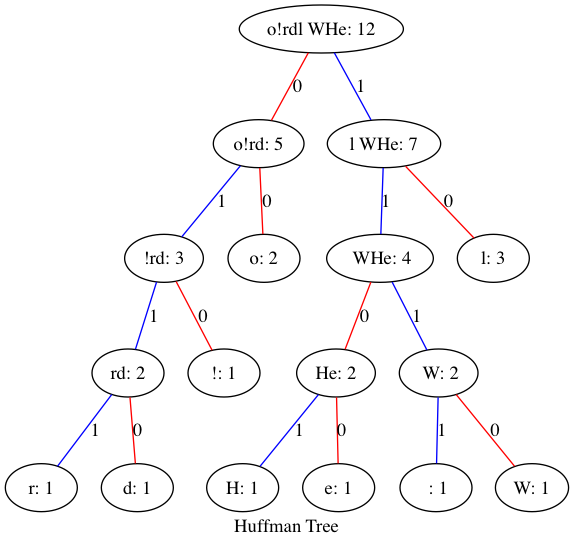 o!rdl WHe: 12
0 1
o!rd: 5 l WHe: 7
1 0 1 0
!rd: 3 o: 2 WHe: 4 l: 3
1 0 0 1
rd: 2 !: 1 He: 2 W: 2
1 0 1 0 1 0
r: 1 d: 1 H: 1 e: 1 : 1 W: 1
Huffman Tree